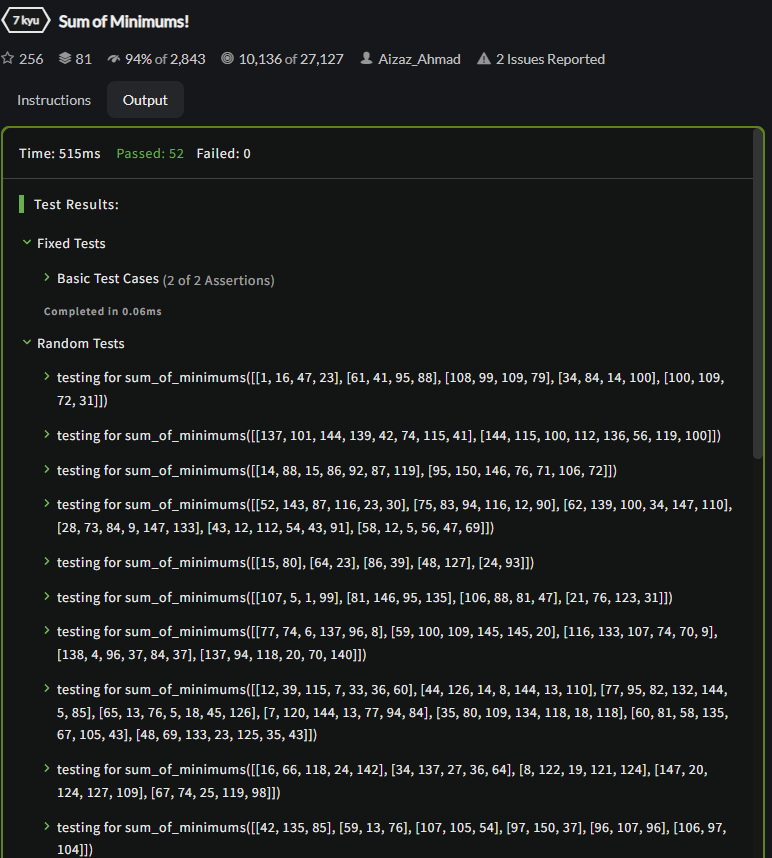 7 kyu Sum of Minimums!
256 81 94% of 2,843 10,136 of 27,127 Aizaz_Ahmad 2 Issues Reported
Instructions Output
Time: 515ms Passed: 52 Failed: 0
Test Results:
Fixed Tests
Basic Test Cases (2 of 2 Assertions)
Completed in 0.06ms
Random Tests
testing for sum_of_minimums([[1, 16, 47, 23], [61, 41, 95, 88], [108, 99, 109, 79], [34, 84, 14, 100], [100, 109,
72, 31]])
testing for sum_of_minimums([[137, 101, 144, 139, 42, 74, 115, 41], [144, 115, 100, 112, 136, 56, 119, 100]])
testing for sum_of_minimums([[14, 88, 15, 86, 92, 87, 119], [95, 150, 146, 76, 71, 106, 72]])
testing for sum_of_minimums([[52, 143, 87, 116, 23, 30], [75, 83, 94, 116, 12, 90], [62, 139, 100, 34, 147, 110],
[28, 73, 84, 9, 147, 133], [43, 12, 112, 54, 43, 91], [58, 12, 5, 56, 47, 69]])
testing for sum_of_minimums([[15, 80], [64, 23], [86, 39], [48, 127], [24, 93]])
testing for sum_of_minimums([[107, 5, 1, 99], [81, 146, 95, 135], [106, 88, 81, 47], [21, 76, 123, 31]])
testing for sum_of_minimums([[77, 74, 6, 137, 96, 8], [59, 100, 109, 145, 145, 20], [116, 133, 107, 74, 70, 9],
[138, 4, 96, 37, 84, 37], [137, 94, 118, 20, 70, 140]])
testing for sum_of_minimums([[12, 39, 115, 7, 33, 36, 60], [44, 126, 14, 8, 144, 13, 110], [77, 95, 82, 132, 144,
5, 85], [65, 13, 76, 5, 18, 45, 126], [7, 120, 144, 13, 77, 94, 84], [35, 80, 109, 134, 118, 18, 118], [60, 81, 58, 135,
67, 105, 43], [48, 69, 133, 23, 125, 35, 43]])
testing for sum_of_minimums([[16, 66, 118, 24, 142], [34, 137, 27, 36, 64], [8, 122, 19, 121, 124], [147, 20,
124, 127, 109], [67, 74, 25, 119, 98]])
testing for sum_of_minimums([[42, 135, 85], [59, 13, 76], [107, 105, 54], [97, 150, 37], [96, 107, 96], [106, 97,
104]])